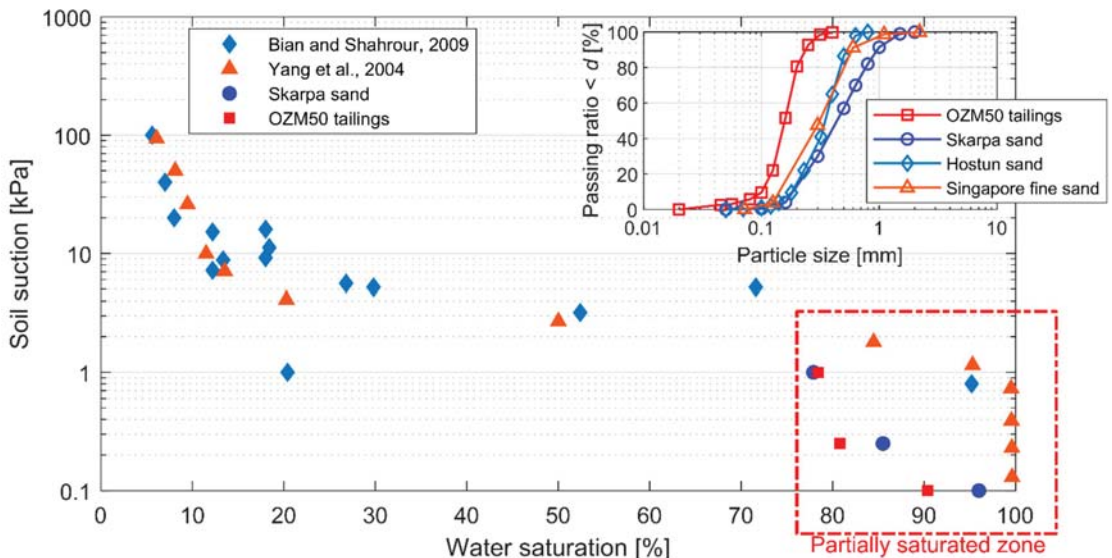 1000
100
10
1
0.1
Soil suction [kPa]
Bian and Shahrour, 2009
Yang et al., 2004
Skarpa sand
OZM50 tailings
Passing ratio < d [%]
100
80
60
40
20
0
0.01 0.1 1 10
Particle size [mm]
OZM50 tailings
Skarpa sand
Hostun sand
Singapore fine sand
0 10 20 30 40 50 60 70 80 90 100
Water saturation [%]
Partially saturated zone